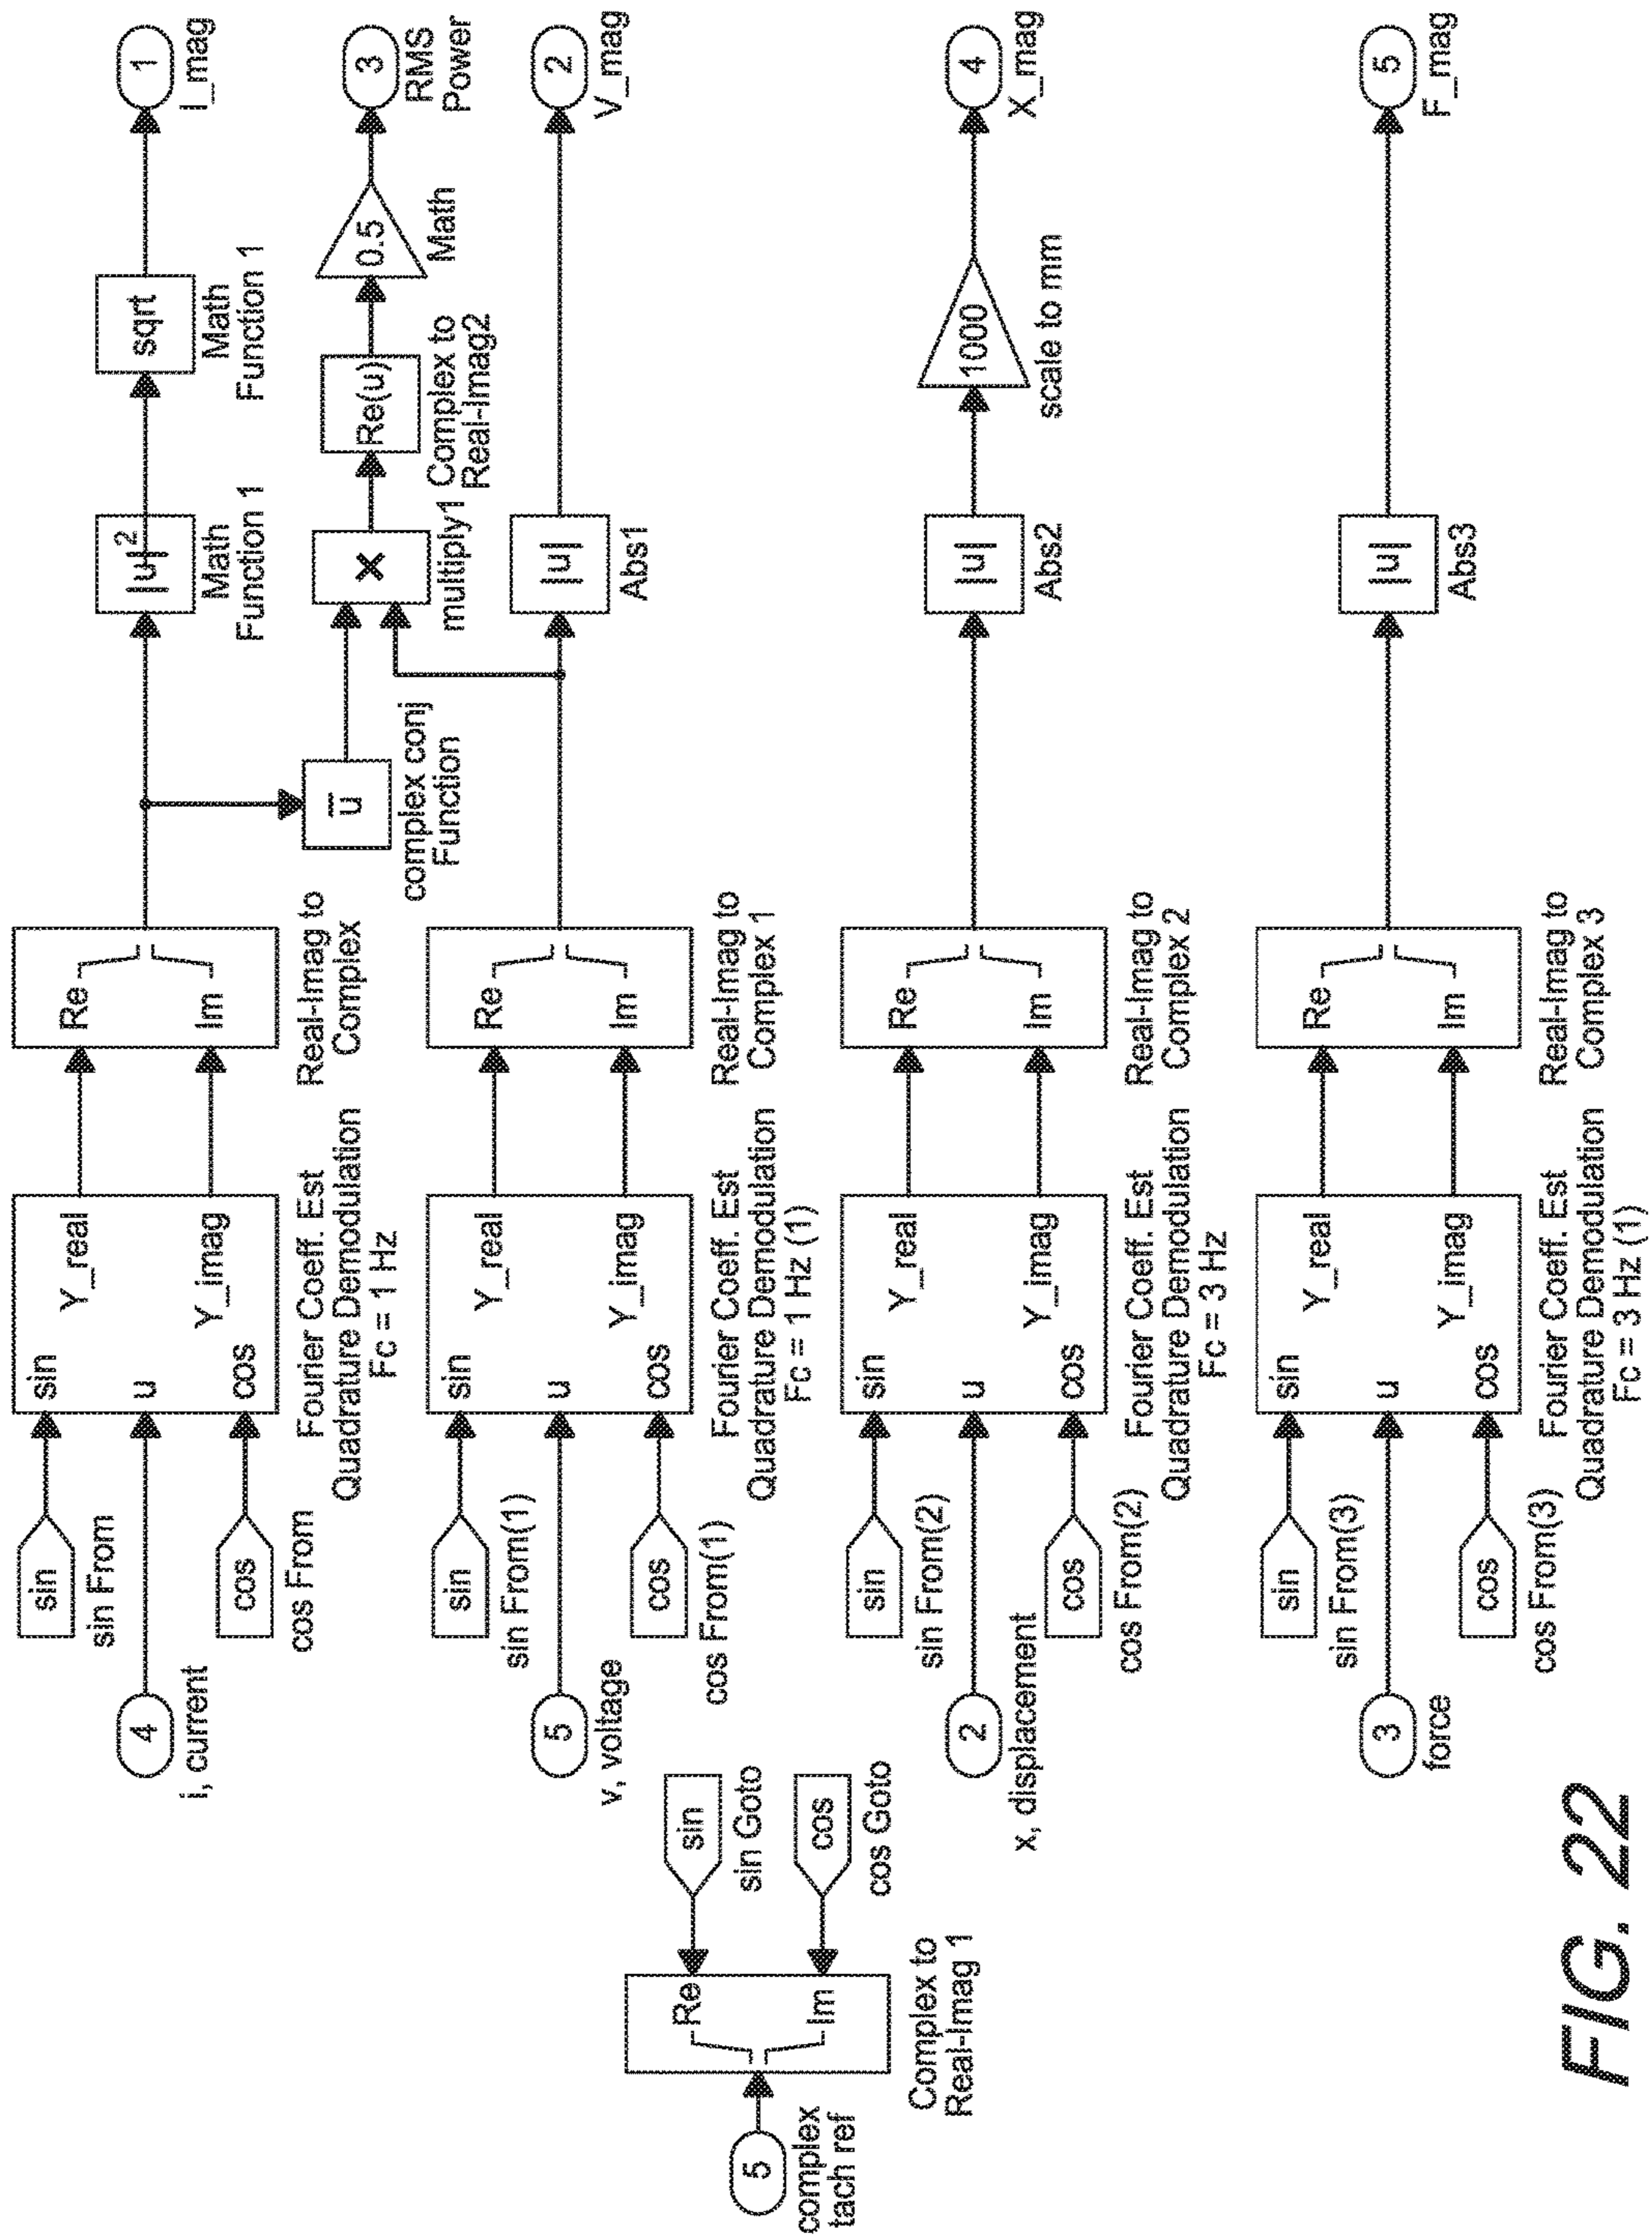 5
complex
tach ref
Re
Im
Complex to
Real-Imag 1
sin
sin Goto
cos
cos Goto
sin
sin From
4
i, current
cos
cos From
sin
u
cos
Y_real
Y_imag
Fourier Coeff. Est
Quadrature Demodulation
Fc = 1 Hz
Re
Im
Real-Imag to
Complex
|u|²
Math
Function 1
sqrt
Math
Function 1
1
I_mag
u̅
complex conj
Function
×
multiply1
Re(u)
Complex to
Real-Imag2
0.5
Math
3
RMS
Power
sin
sin From(1)
5
v, voltage
cos
cos From(1)
sin
u
cos
Y_real
Y_imag
Fourier Coeff. Est
Quadrature Demodulation
Fc = 1 Hz (1)
Re
Im
Real-Imag to
Complex 1
|u|
Abs1
2
V_mag
sin
sin From(2)
2
x, displacement
cos
cos From(2)
sin
u
cos
Y_real
Y_imag
Fourier Coeff. Est
Quadrature Demodulation
Fc = 3 Hz
Re
Im
Real-Imag to
Complex 2
|u|
Abs2
1000
scale to mm
4
X_mag
sin
sin From(3)
3
force
cos
cos From(3)
sin
u
cos
Y_real
Y_imag
Fourier Coeff. Est
Quadrature Demodulation
Fc = 3 Hz (1)
Re
Im
Real-Imag to
Complex 3
|u|
Abs3
5
F_mag
FIG. 22